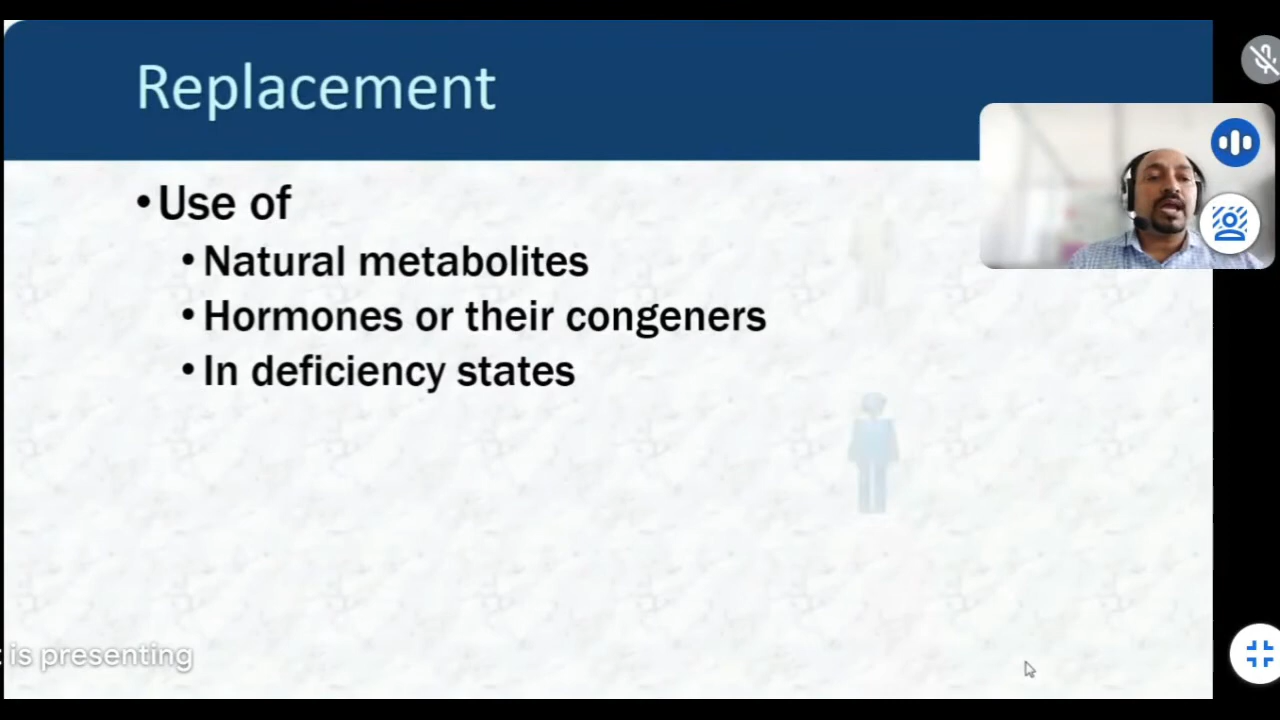 Replacement
•Use of
•Natural metabolites
•Hormones or their congeners
•In deficiency states
is presenting